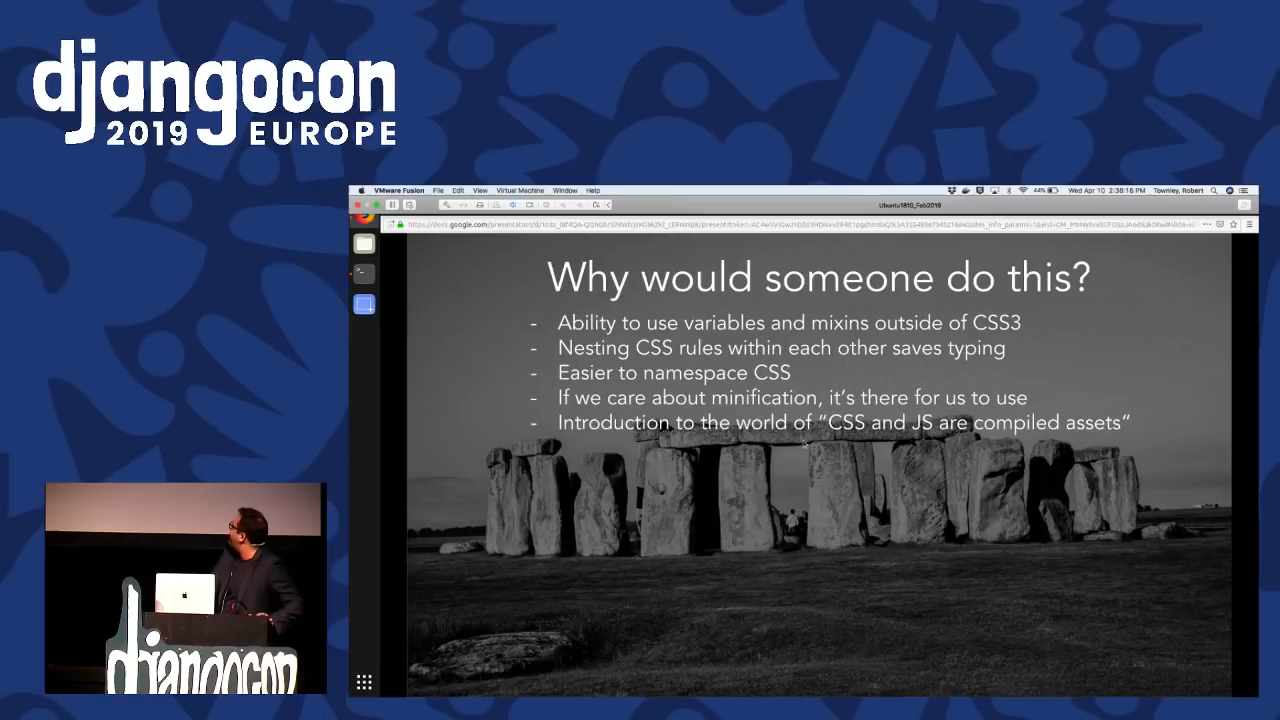 djangocon
2019 EUROPE
VMware Fusion File Edit View Virtual Machine Window Help
44% Wed Apr 10 2:38:16 PM Townley, Robert
Ubuntu1810_Feb2019
Why would someone do this?
- Ability to use variables and mixins outside of CSS3
- Nesting CSS rules within each other saves typing
- Easier to namespace CSS
- If we care about minification, it's there for us to use
- Introduction to the world of “CSS and JS are compiled assets“
djangocon